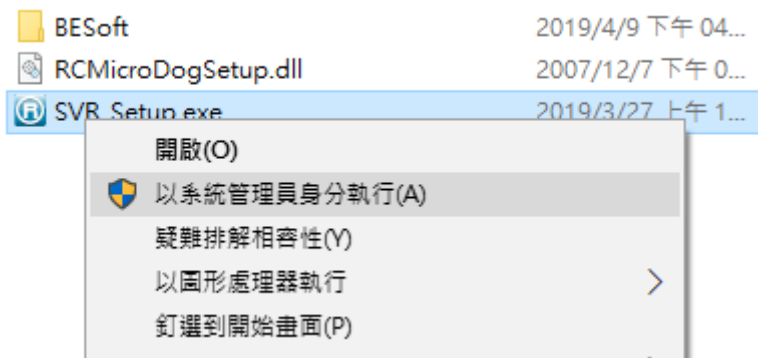 BESoft 2019/4/9 下午 04...
RCMicroDogSetup.dll 2007/12/7 下午 0...
SVR_Setup.exe 2019/3/27 上午 1...
開啟(O)
以系統管理員身分執行(A)
疑難排解相容性(Y)
以圖形處理器執行
釘選到開始畫面(P)